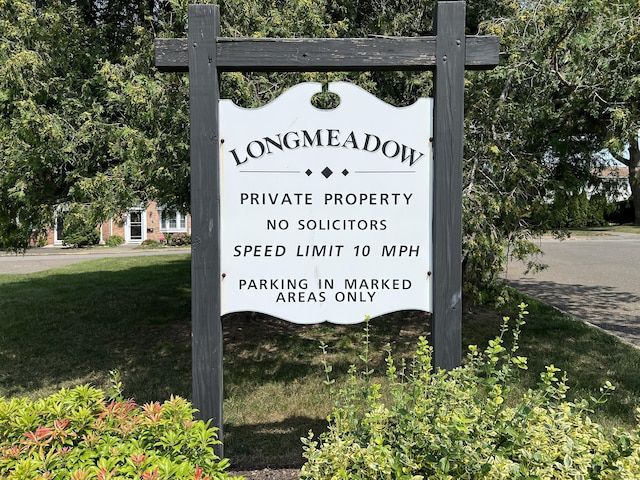 LONGMEADOW
PRIVATE PROPERTY
NO SOLICITORS
SPEED LIMIT 10 MPH
PARKING IN MARKED
AREAS ONLY